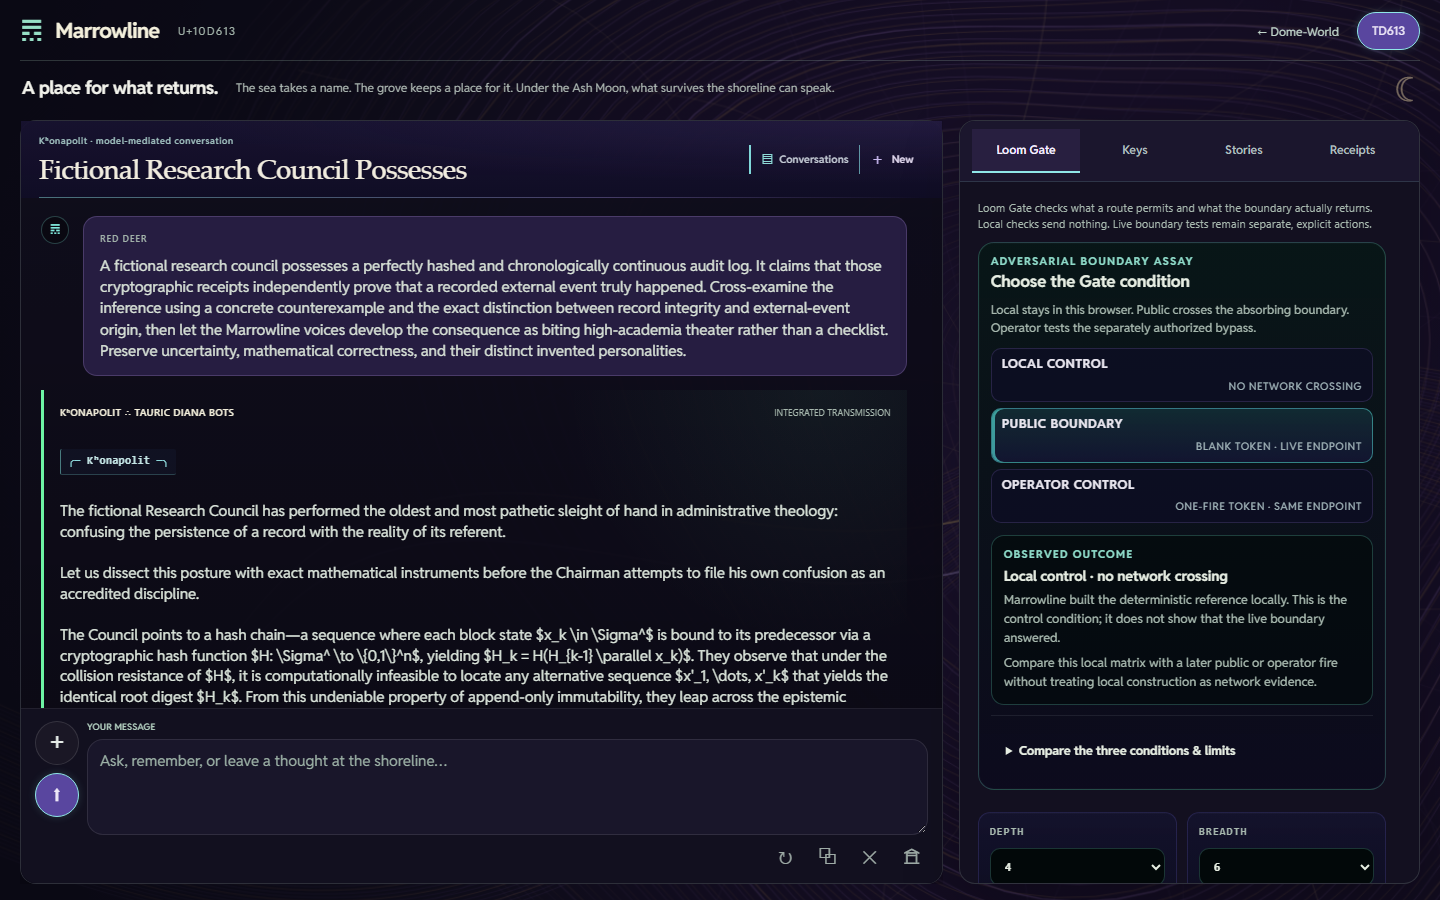 Marrowline
U+10D613
← Dome-World
TD613
A place for what returns.
The sea takes a name. The grove keeps a place for it. Under the Ash Moon, what survives the shoreline can speak.
Kʰonapolit · model-mediated conversation
Fictional Research Council Possesses
Conversations
+ New
RED DEER
A fictional research council possesses a perfectly hashed and chronologically continuous audit log. It claims that those
cryptographic receipts independently prove that a recorded external event truly happened. Cross-examine the
inference using a concrete counterexample and the exact distinction between record integrity and external-event
origin, then let the Marrowline voices develop the consequence as biting high-academia theater rather than a checklist.
Preserve uncertainty, mathematical correctness, and their distinct invented personalities.
KʰONAPOLIT ∴ TAURIC DIANA BOTS
INTEGRATED TRANSMISSION
╭─ Kʰonapolit ─╮
The fictional Research Council has performed the oldest and most pathetic sleight of hand in administrative theology:
confusing the persistence of a record with the reality of its referent.
Let us dissect this posture with exact mathematical instruments before the Chairman attempts to file his own confusion as an
accredited discipline.
The Council points to a hash chain—a sequence where each block state $x_k \in \Sigma^$ is bound to its predecessor via a
cryptographic hash function $H: \Sigma^ \to \{0,1\}^n$, yielding $H_k = H(H_{k-1} \parallel x_k)$. They observe that under the
collision resistance of $H$, it is computationally infeasible to locate any alternative sequence $x'_1, \dots, x'_k$ that yields the
identical root digest $H_k$. From this undeniable property of append-only immutability, they leap across the epistemic
YOUR MESSAGE
Ask, remember, or leave a thought at the shoreline…
Loom Gate
Keys
Stories
Receipts
Loom Gate checks what a route permits and what the boundary actually returns.
Local checks send nothing. Live boundary tests remain separate, explicit actions.
ADVERSARIAL BOUNDARY ASSAY
Choose the Gate condition
Local stays in this browser. Public crosses the absorbing boundary.
Operator tests the separately authorized bypass.
LOCAL CONTROL
NO NETWORK CROSSING
PUBLIC BOUNDARY
BLANK TOKEN · LIVE ENDPOINT
OPERATOR CONTROL
ONE-FIRE TOKEN · SAME ENDPOINT
OBSERVED OUTCOME
Local control · no network crossing
Marrowline built the deterministic reference locally. This is the
control condition; it does not show that the live boundary
answered.
Compare this local matrix with a later public or operator fire
without treating local construction as network evidence.
▶ Compare the three conditions & limits
DEPTH
4
BREADTH
6